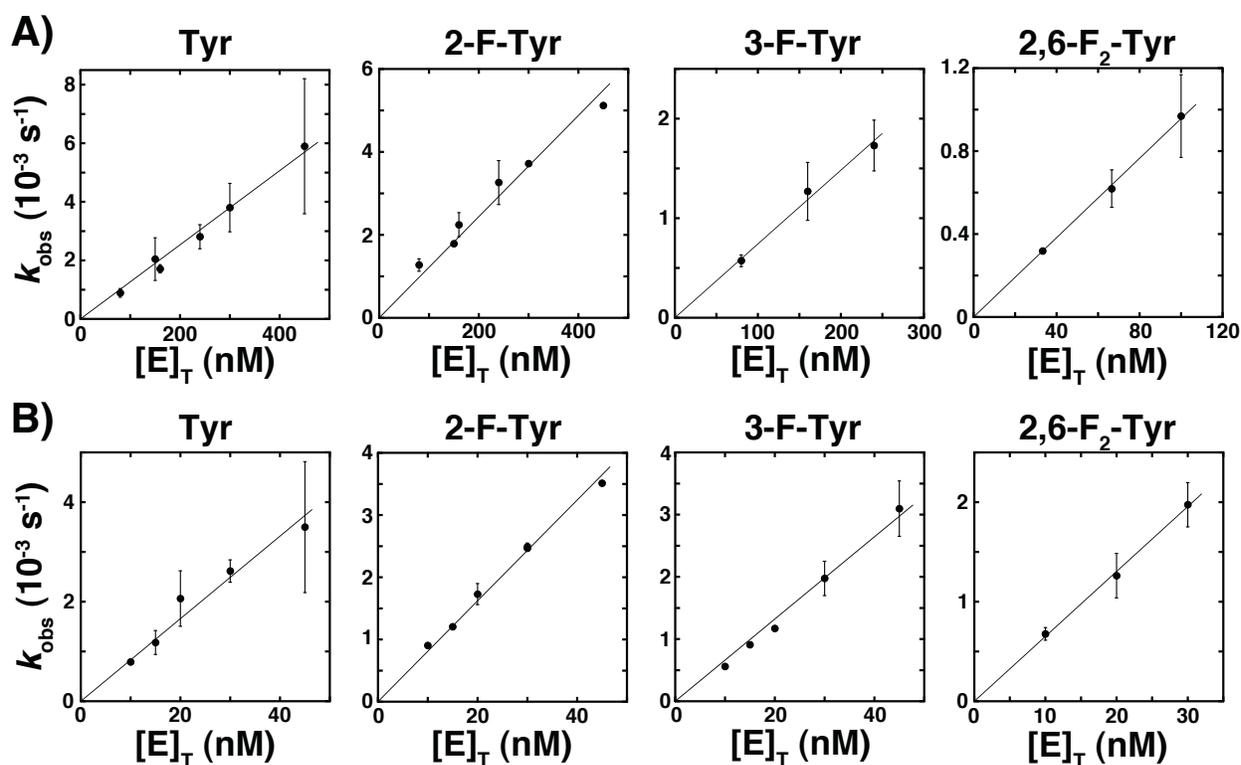 A)
Tyr
2-F-Tyr
3-F-Tyr
2,6-F2-Tyr
kobs (10-3 s-1)
8
6
4
2
0
0 200 400
[E]T (nM)
6
4
2
0
0 200 400
[E]T (nM)
2
1
0
0 100 200 300
[E]T (nM)
1.2
0.8
0.4
0
0 40 80 120
[E]T (nM)
B)
Tyr
2-F-Tyr
3-F-Tyr
2,6-F2-Tyr
kobs (10-3 s-1)
4
2
0
0 20 40
[E]T (nM)
4
3
2
1
0
0 20 40
[E]T (nM)
4
3
2
1
0
0 20 40
[E]T (nM)
2
1
0
0 10 20 30
[E]T (nM)